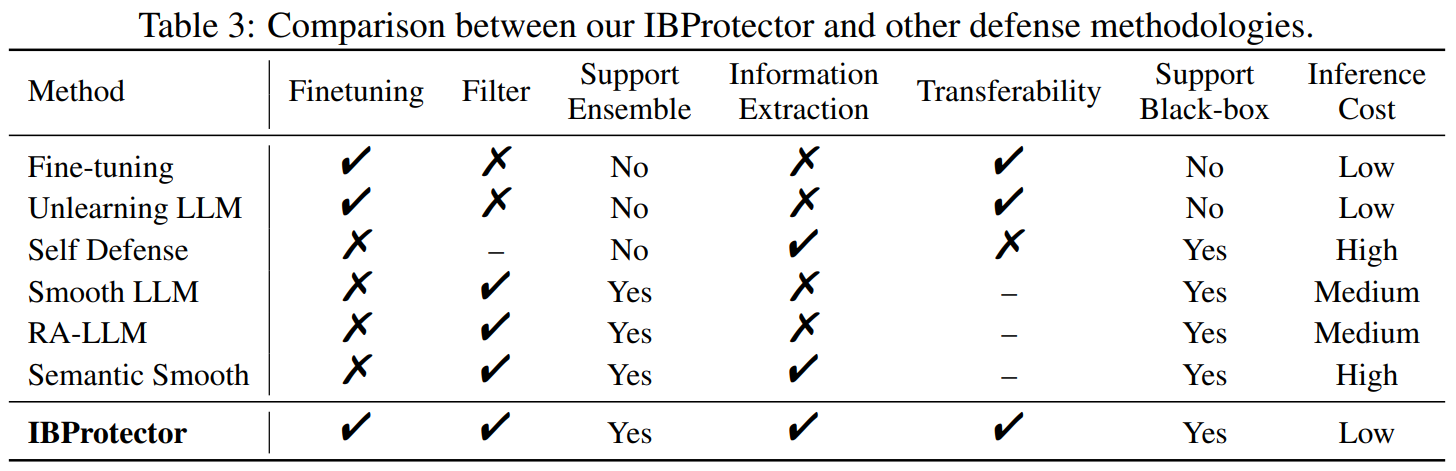 Table 3: Comparison between our IBProtector and other defense methodologies.
Method Finetuning Filter Support Ensemble Information Extraction Transferability Support Black-box Inference Cost
Fine-tuning ✔ ✗ No ✗ ✔ No Low
Unlearning LLM ✔ ✗ No ✗ ✔ No Low
Self Defense ✗ – No ✔ ✗ Yes High
Smooth LLM ✗ ✔ Yes ✗ – Yes Medium
RA-LLM ✗ ✔ Yes ✗ – Yes Medium
Semantic Smooth ✗ ✔ Yes ✔ – Yes High
IBProtector ✔ ✔ Yes ✔ ✔ Yes Low